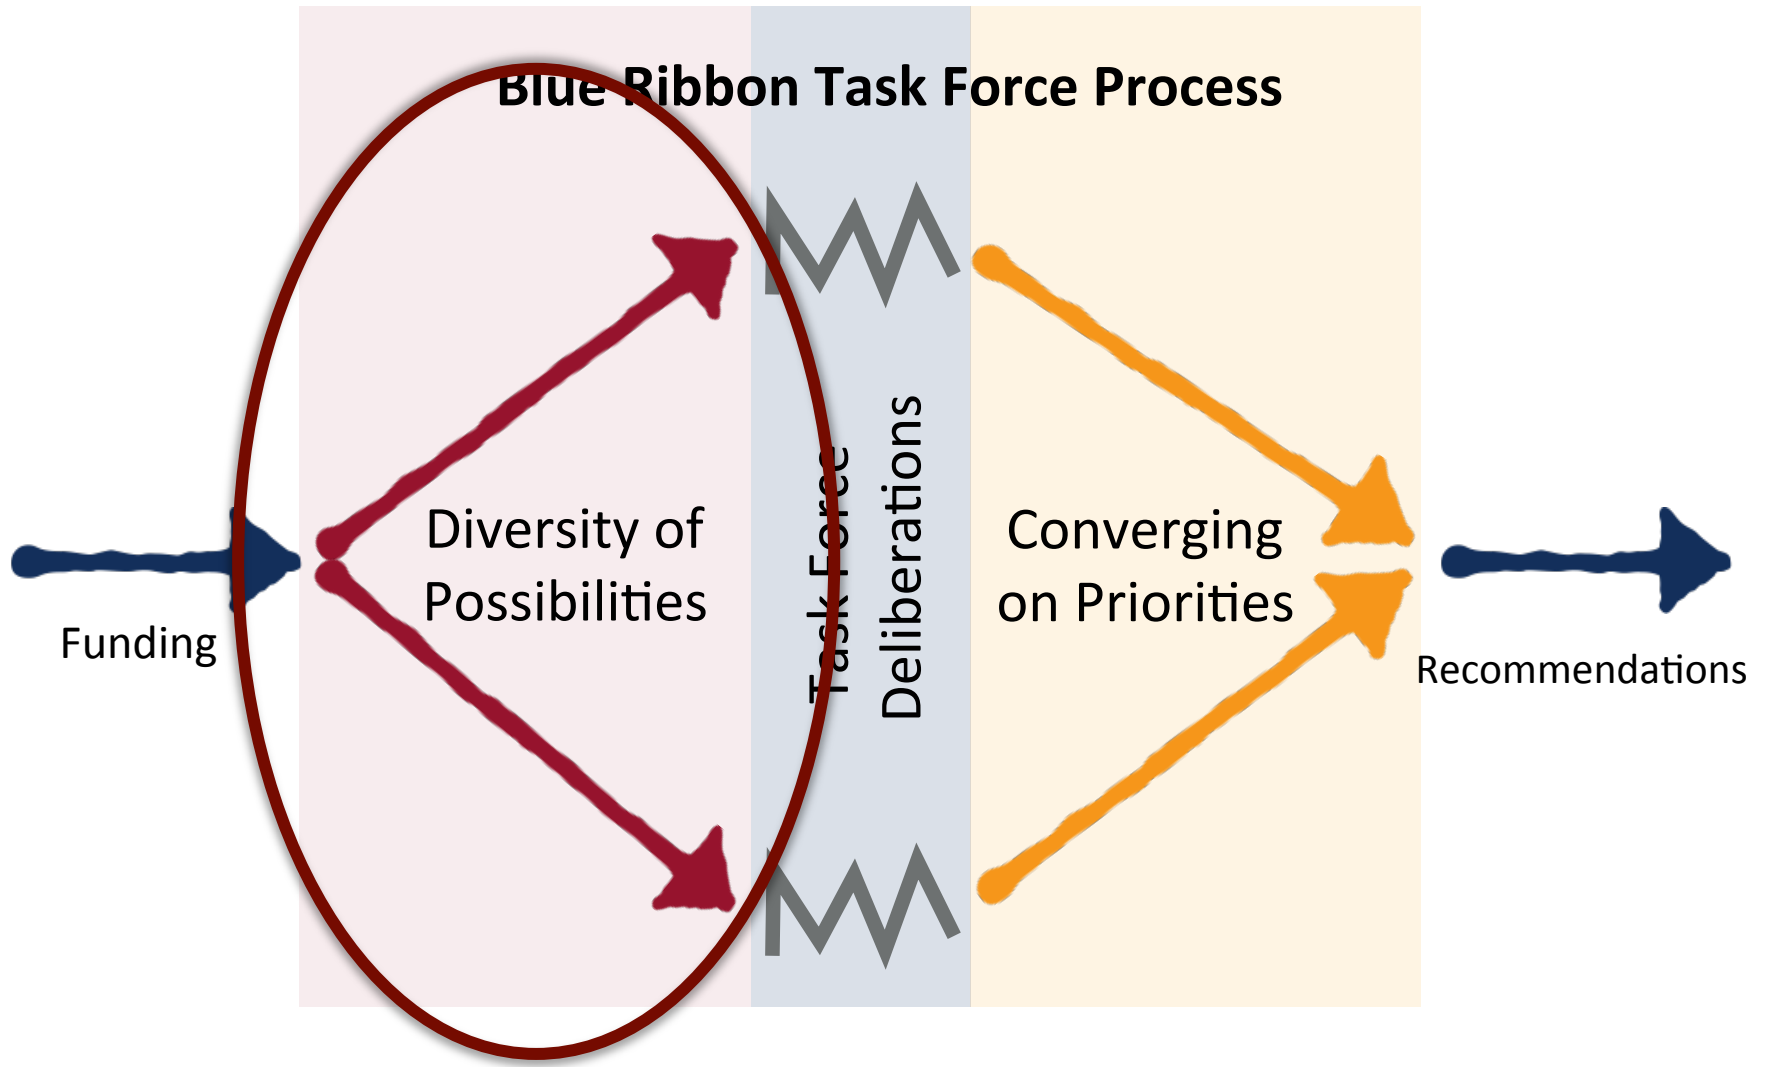 Blue Ribbon Task Force Process
Funding
Diversity of
Possibilities
Task Force
Deliberations
Converging
on Priorities
Recommendations